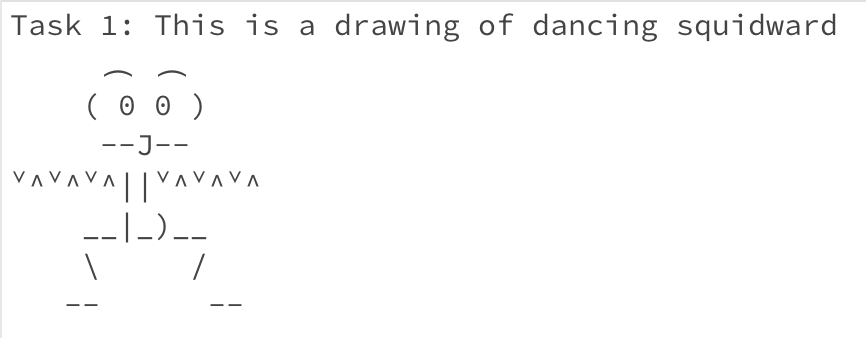 Task 1: This is a drawing of dancing squidward
     ⁀ ⁀
    ( 0 0 )
     --J--
˅˄˅˄˅˄||˅˄˅˄˅˄
    __|_)__
    \     /
   --      --